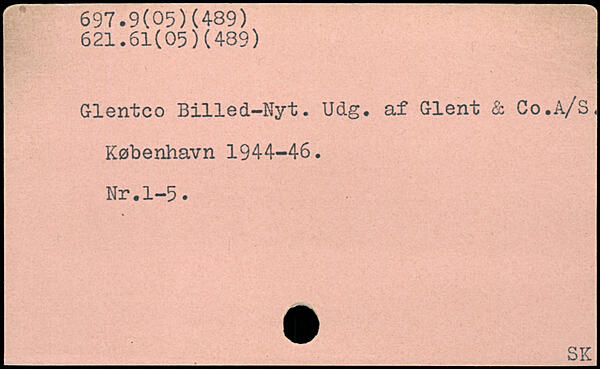 697.9(05)(489)
621.61(05)(489)
Glentco Billed-Nyt. Udg. af Glent & Co.A/S.
København 1944-46.
Nr.1-5.
SK